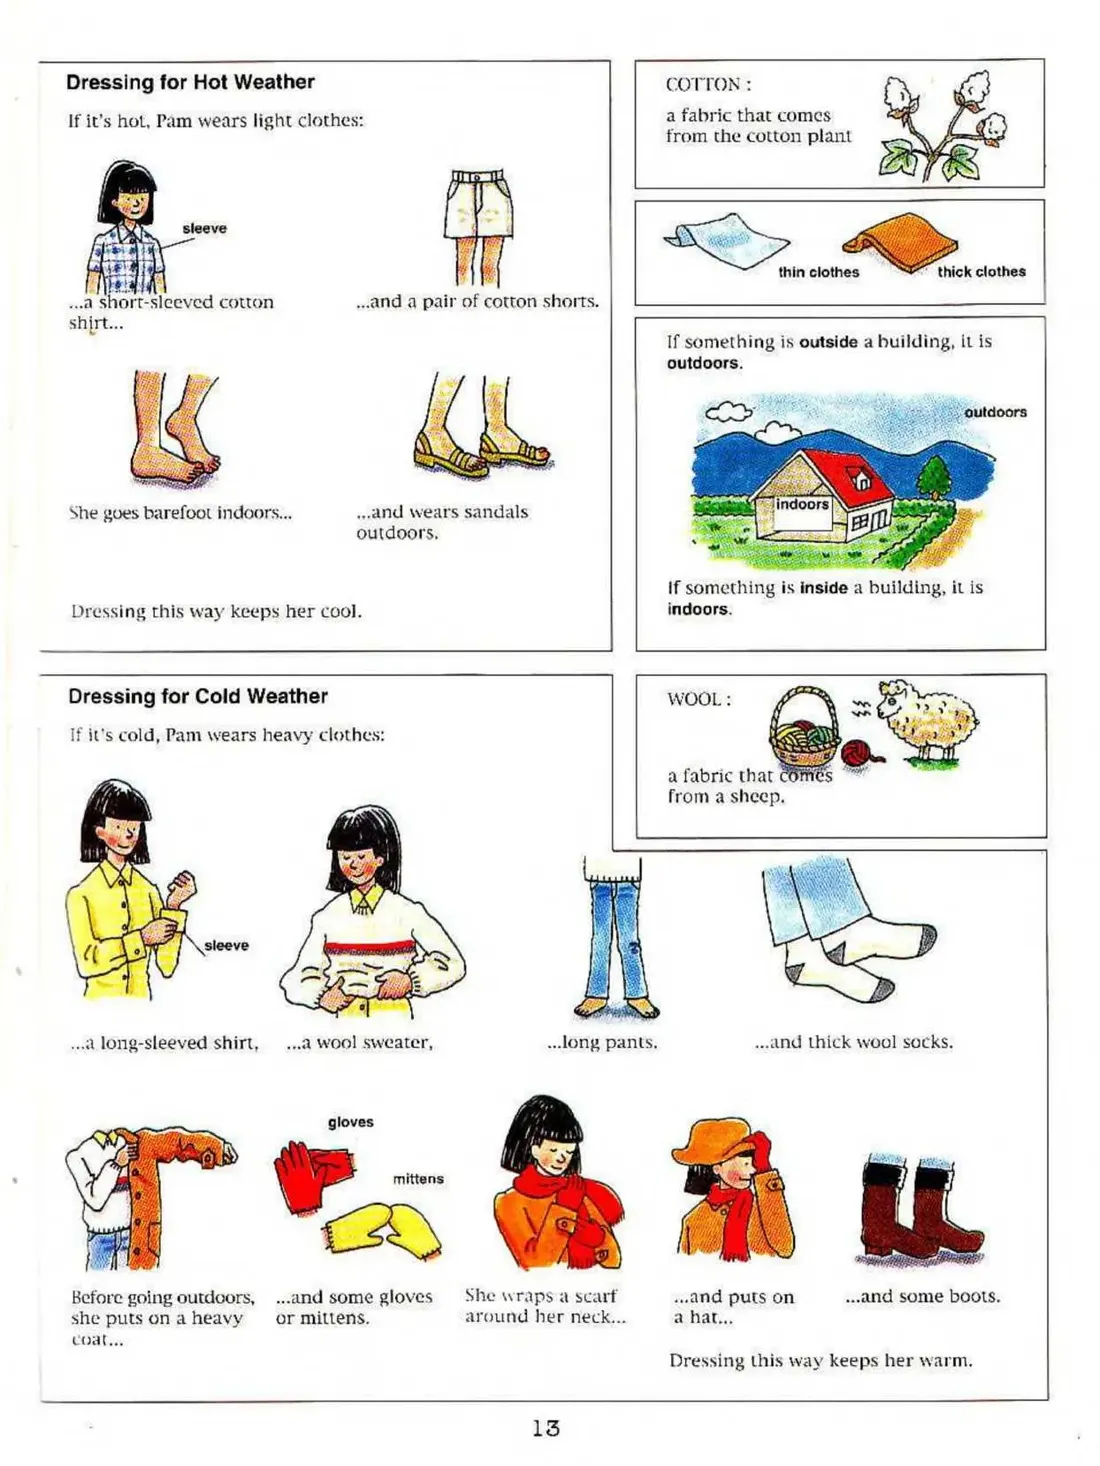 Dressing for Hot Weather
If it's hot, Pam wears light clothes:
sleeve
...a short-sleeved cotton
shirt...
...and a pair of cotton shorts.
She goes barefoot indoors...
...and wears sandals
outdoors.
Dressing this way keeps her cool.
COTTON :
a fabric that comes
from the cotton plant
thin clothes
thick clothes
If something is outside a building, it is
outdoors.
outdoors
indoors
If something is inside a building, it is
indoors.
Dressing for Cold Weather
If it's cold, Pam wears heavy clothes:
WOOL :
a fabric that comes
from a sheep.
sleeve
...a long-sleeved shirt,
...a wool sweater,
...long pants,
...and thick wool socks.
gloves
mittens
Before going outdoors,
she puts on a heavy
coat...
...and some gloves
or mittens.
She wraps a scarf
around her neck...
...and puts on
a hat...
...and some boots.
Dressing this way keeps her warm.
13